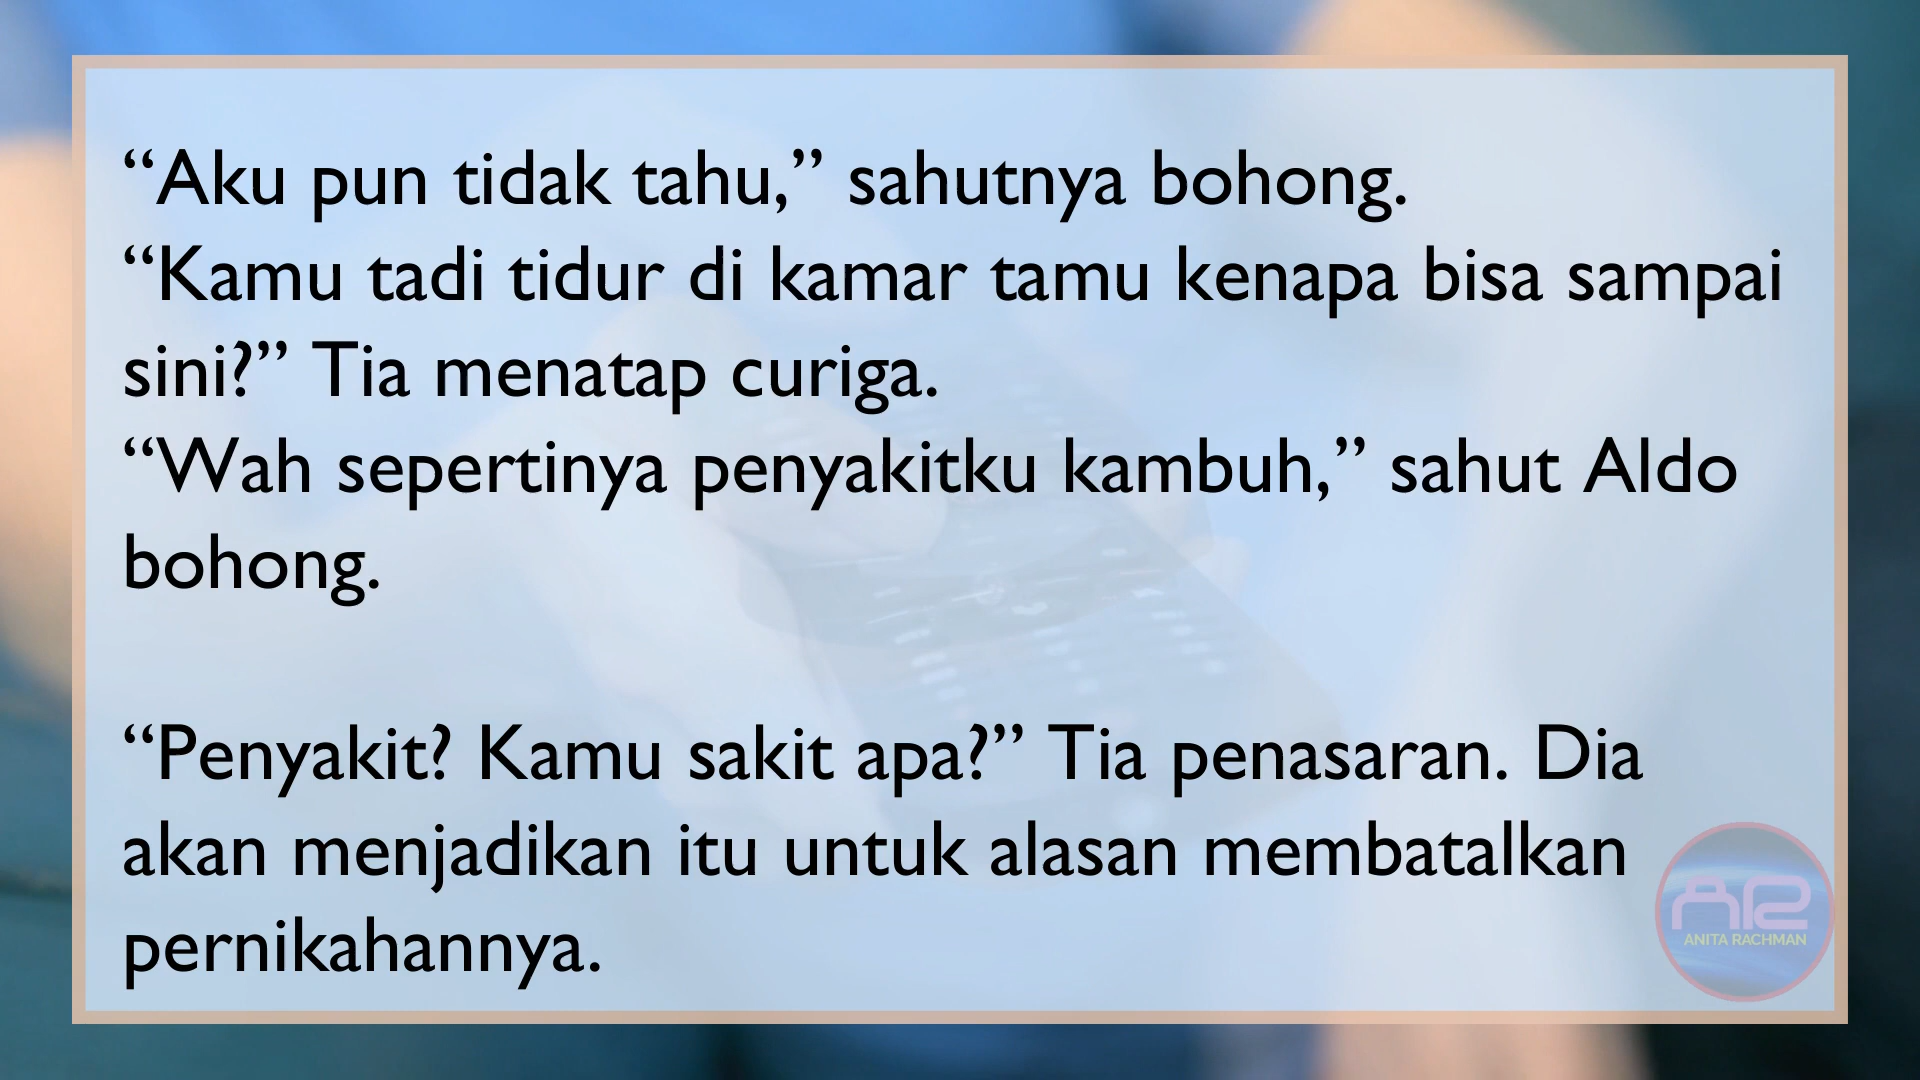 “Aku pun tidak tahu,” sahutnya bohong.
“Kamu tadi tidur di kamar tamu kenapa bisa sampai
sini?” Tia menatap curiga.
“Wah sepertinya penyakitku kambuh,” sahut Aldo
bohong.
“Penyakit? Kamu sakit apa?” Tia penasaran. Dia
akan menjadikan itu untuk alasan membatalkan
pernikahannya.
AR
ANITA RACHMAN